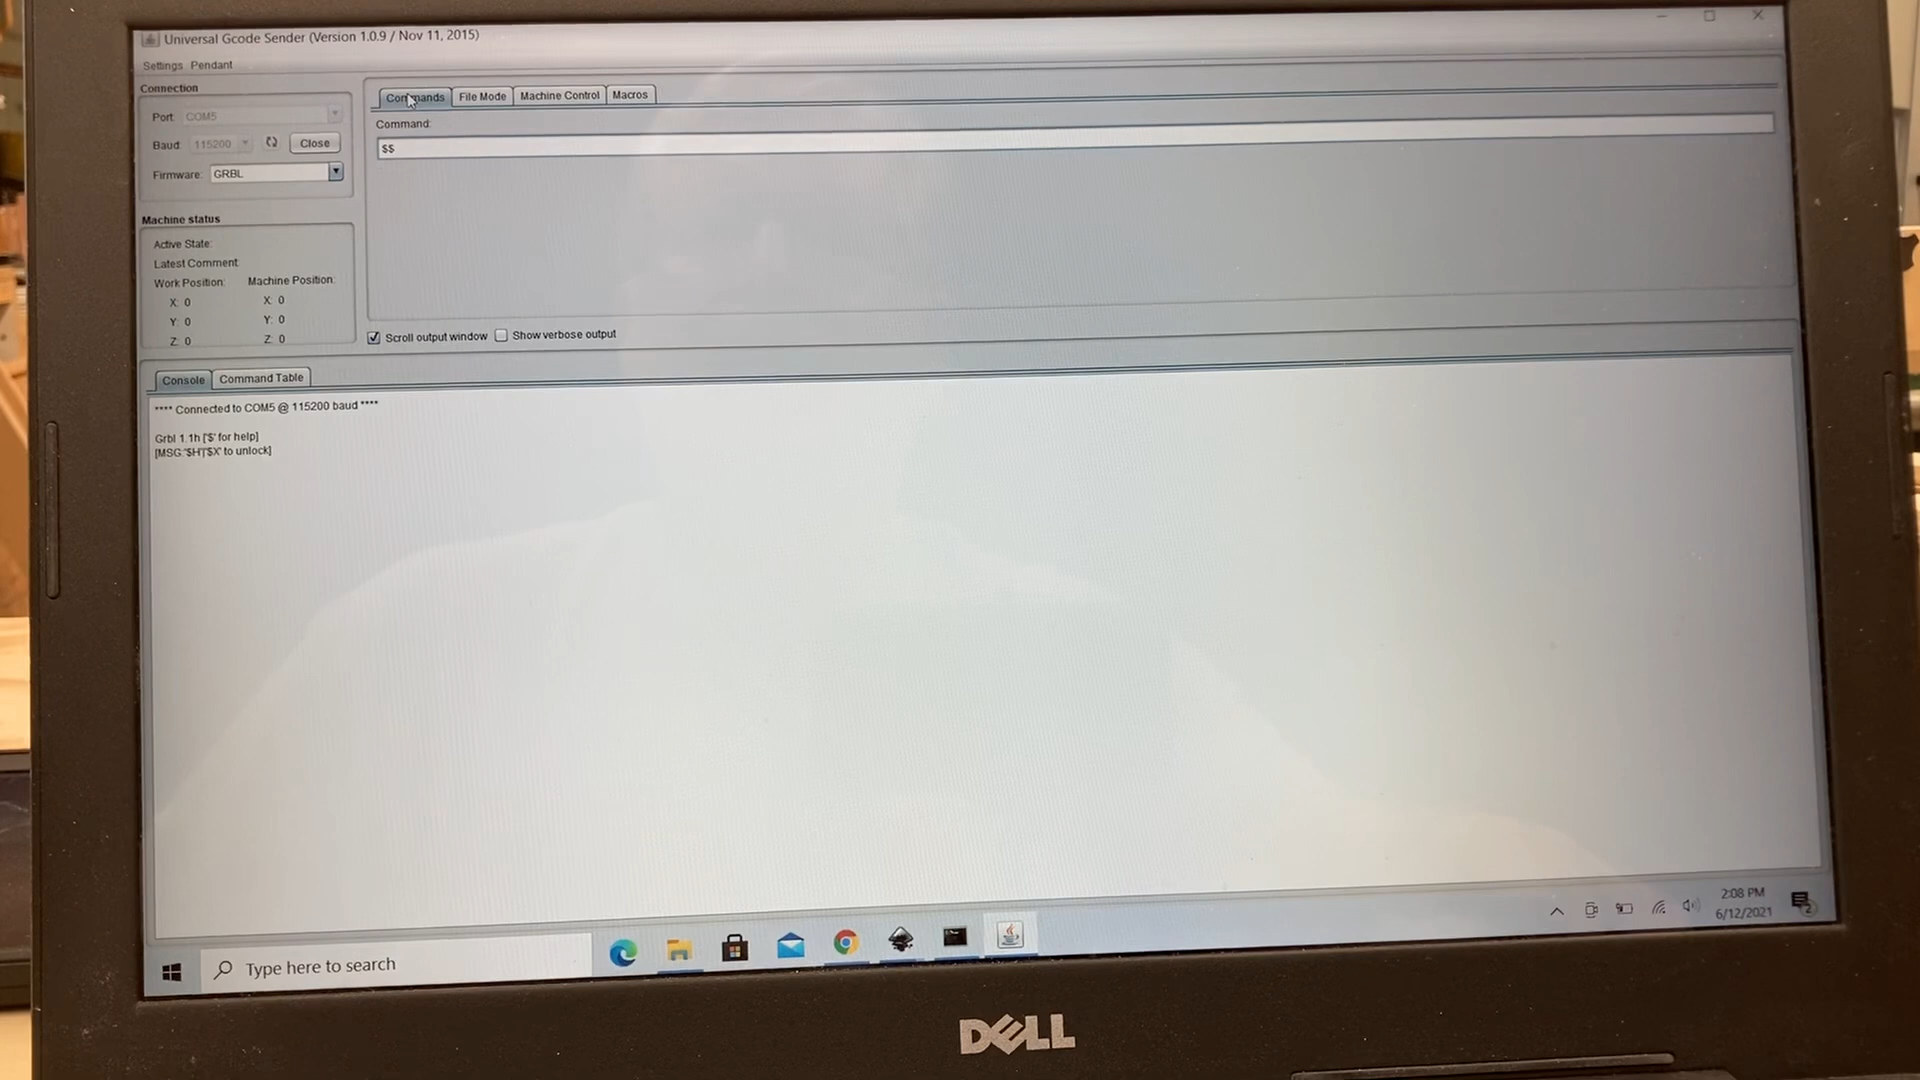 Universal Gcode Sender (Version 1.0.9 / Nov 11, 2015)
Settings Pendant
Connection
Port: COM5
Baud: 115200 Close
Firmware: GRBL
Machine status
Active State:
Latest Comment:
Work Position: Machine Position:
X: 0 X: 0
Y: 0 Y: 0
Z: 0 Z: 0
Commands File Mode Machine Control Macros
Command:
$$
Scroll output window Show verbose output
Console Command Table
**** Connected to COM5 @ 115200 baud ****
Grbl 1.1h ['$' for help]
[MSG:'$H'|'$X' to unlock]
Type here to search
2:08 PM
6/12/2021
2
DELL